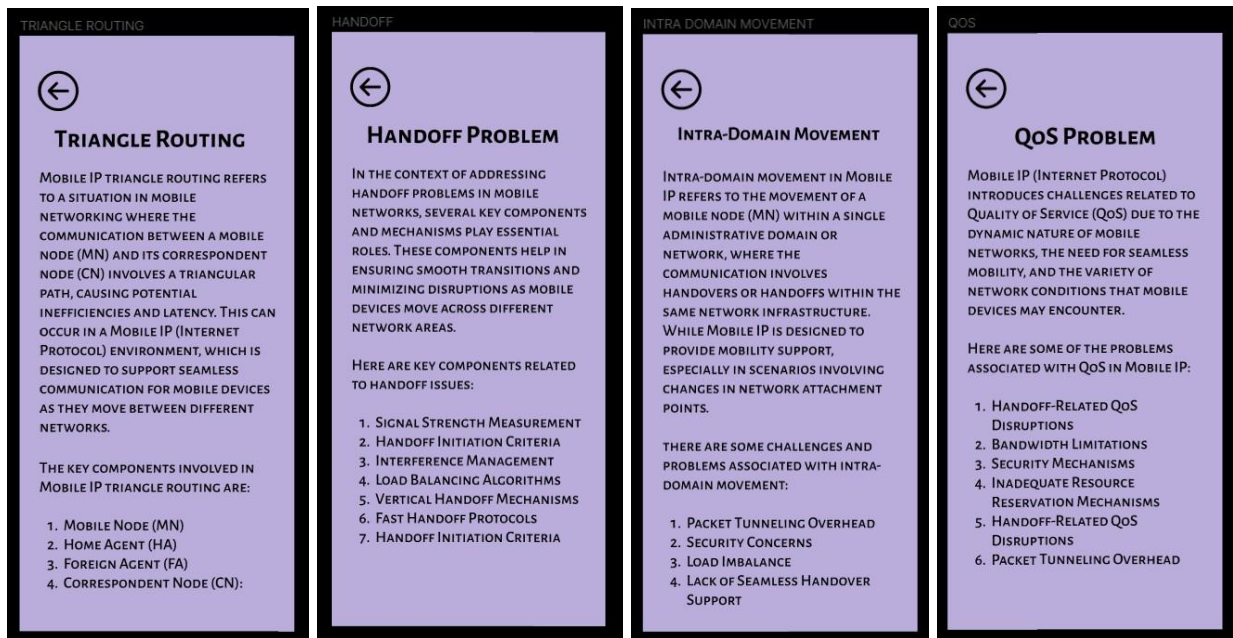 TRIANGLE ROUTING
TRIANGLE ROUTING
MOBILE IP TRIANGLE ROUTING REFERS
TO A SITUATION IN MOBILE
NETWORKING WHERE THE
COMMUNICATION BETWEEN A MOBILE
NODE (MN) AND ITS CORRESPONDENT
NODE (CN) INVOLVES A TRIANGULAR
PATH, CAUSING POTENTIAL
INEFFICIENCIES AND LATENCY. THIS CAN
OCCUR IN A MOBILE IP (INTERNET
PROTOCOL) ENVIRONMENT, WHICH IS
DESIGNED TO SUPPORT SEAMLESS
COMMUNICATION FOR MOBILE DEVICES
AS THEY MOVE BETWEEN DIFFERENT
NETWORKS.
THE KEY COMPONENTS INVOLVED IN
MOBILE IP TRIANGLE ROUTING ARE:
1. MOBILE NODE (MN)
2. HOME AGENT (HA)
3. FOREIGN AGENT (FA)
4. CORRESPONDENT NODE (CN):
HANDOFF
HANDOFF PROBLEM
IN THE CONTEXT OF ADDRESSING
HANDOFF PROBLEMS IN MOBILE
NETWORKS, SEVERAL KEY COMPONENTS
AND MECHANISMS PLAY ESSENTIAL
ROLES. THESE COMPONENTS HELP IN
ENSURING SMOOTH TRANSITIONS AND
MINIMIZING DISRUPTIONS AS MOBILE
DEVICES MOVE ACROSS DIFFERENT
NETWORK AREAS.
HERE ARE KEY COMPONENTS RELATED
TO HANDOFF ISSUES:
1. SIGNAL STRENGTH MEASUREMENT
2. HANDOFF INITIATION CRITERIA
3. INTERFERENCE MANAGEMENT
4. LOAD BALANCING ALGORITHMS
5. VERTICAL HANDOFF MECHANISMS
6. FAST HANDOFF PROTOCOLS
7. HANDOFF INITIATION CRITERIA
INTRA DOMAIN MOVEMENT
INTRA-DOMAIN MOVEMENT
INTRA-DOMAIN MOVEMENT IN MOBILE
IP REFERS TO THE MOVEMENT OF A
MOBILE NODE (MN) WITHIN A SINGLE
ADMINISTRATIVE DOMAIN OR
NETWORK, WHERE THE
COMMUNICATION INVOLVES
HANDOVERS OR HANDOFFS WITHIN THE
SAME NETWORK INFRASTRUCTURE.
WHILE MOBILE IP IS DESIGNED TO
PROVIDE MOBILITY SUPPORT,
ESPECIALLY IN SCENARIOS INVOLVING
CHANGES IN NETWORK ATTACHMENT
POINTS.
THERE ARE SOME CHALLENGES AND
PROBLEMS ASSOCIATED WITH INTRA-
DOMAIN MOVEMENT:
1. PACKET TUNNELING OVERHEAD
2. SECURITY CONCERNS
3. LOAD IMBALANCE
4. LACK OF SEAMLESS HANDOVER
SUPPORT
QOS
QOS PROBLEM
MOBILE IP (INTERNET PROTOCOL)
INTRODUCES CHALLENGES RELATED TO
QUALITY OF SERVICE (QOS) DUE TO THE
DYNAMIC NATURE OF MOBILE
NETWORKS, THE NEED FOR SEAMLESS
MOBILITY, AND THE VARIETY OF
NETWORK CONDITIONS THAT MOBILE
DEVICES MAY ENCOUNTER.
HERE ARE SOME OF THE PROBLEMS
ASSOCIATED WITH QOS IN MOBILE IP:
1. HANDOFF-RELATED QOS
DISRUPTIONS
2. BANDWIDTH LIMITATIONS
3. SECURITY MECHANISMS
4. INADEQUATE RESOURCE
RESERVATION MECHANISMS
5. HANDOFF-RELATED QOS
DISRUPTIONS
6. PACKET TUNNELING OVERHEAD